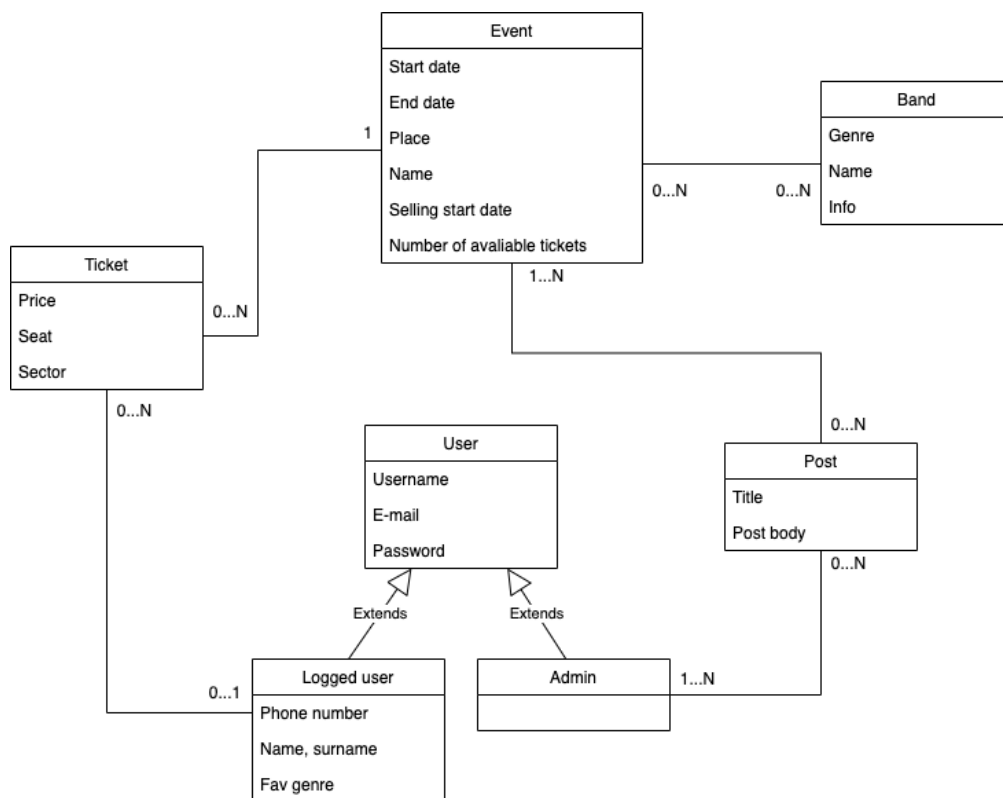 Event
Start date
End date
Place
Name
Selling start date
Number of avaliable tickets
Band
Genre
Name
Info
1
0...N
0...N
1...N
Ticket
Price
Seat
Sector
0...N
0...N
User
Username
E-mail
Password
0...N
Post
Title
Post body
0...N
Extends
Extends
Logged user
Phone number
Name, surname
Fav genre
0...1
Admin
1...N